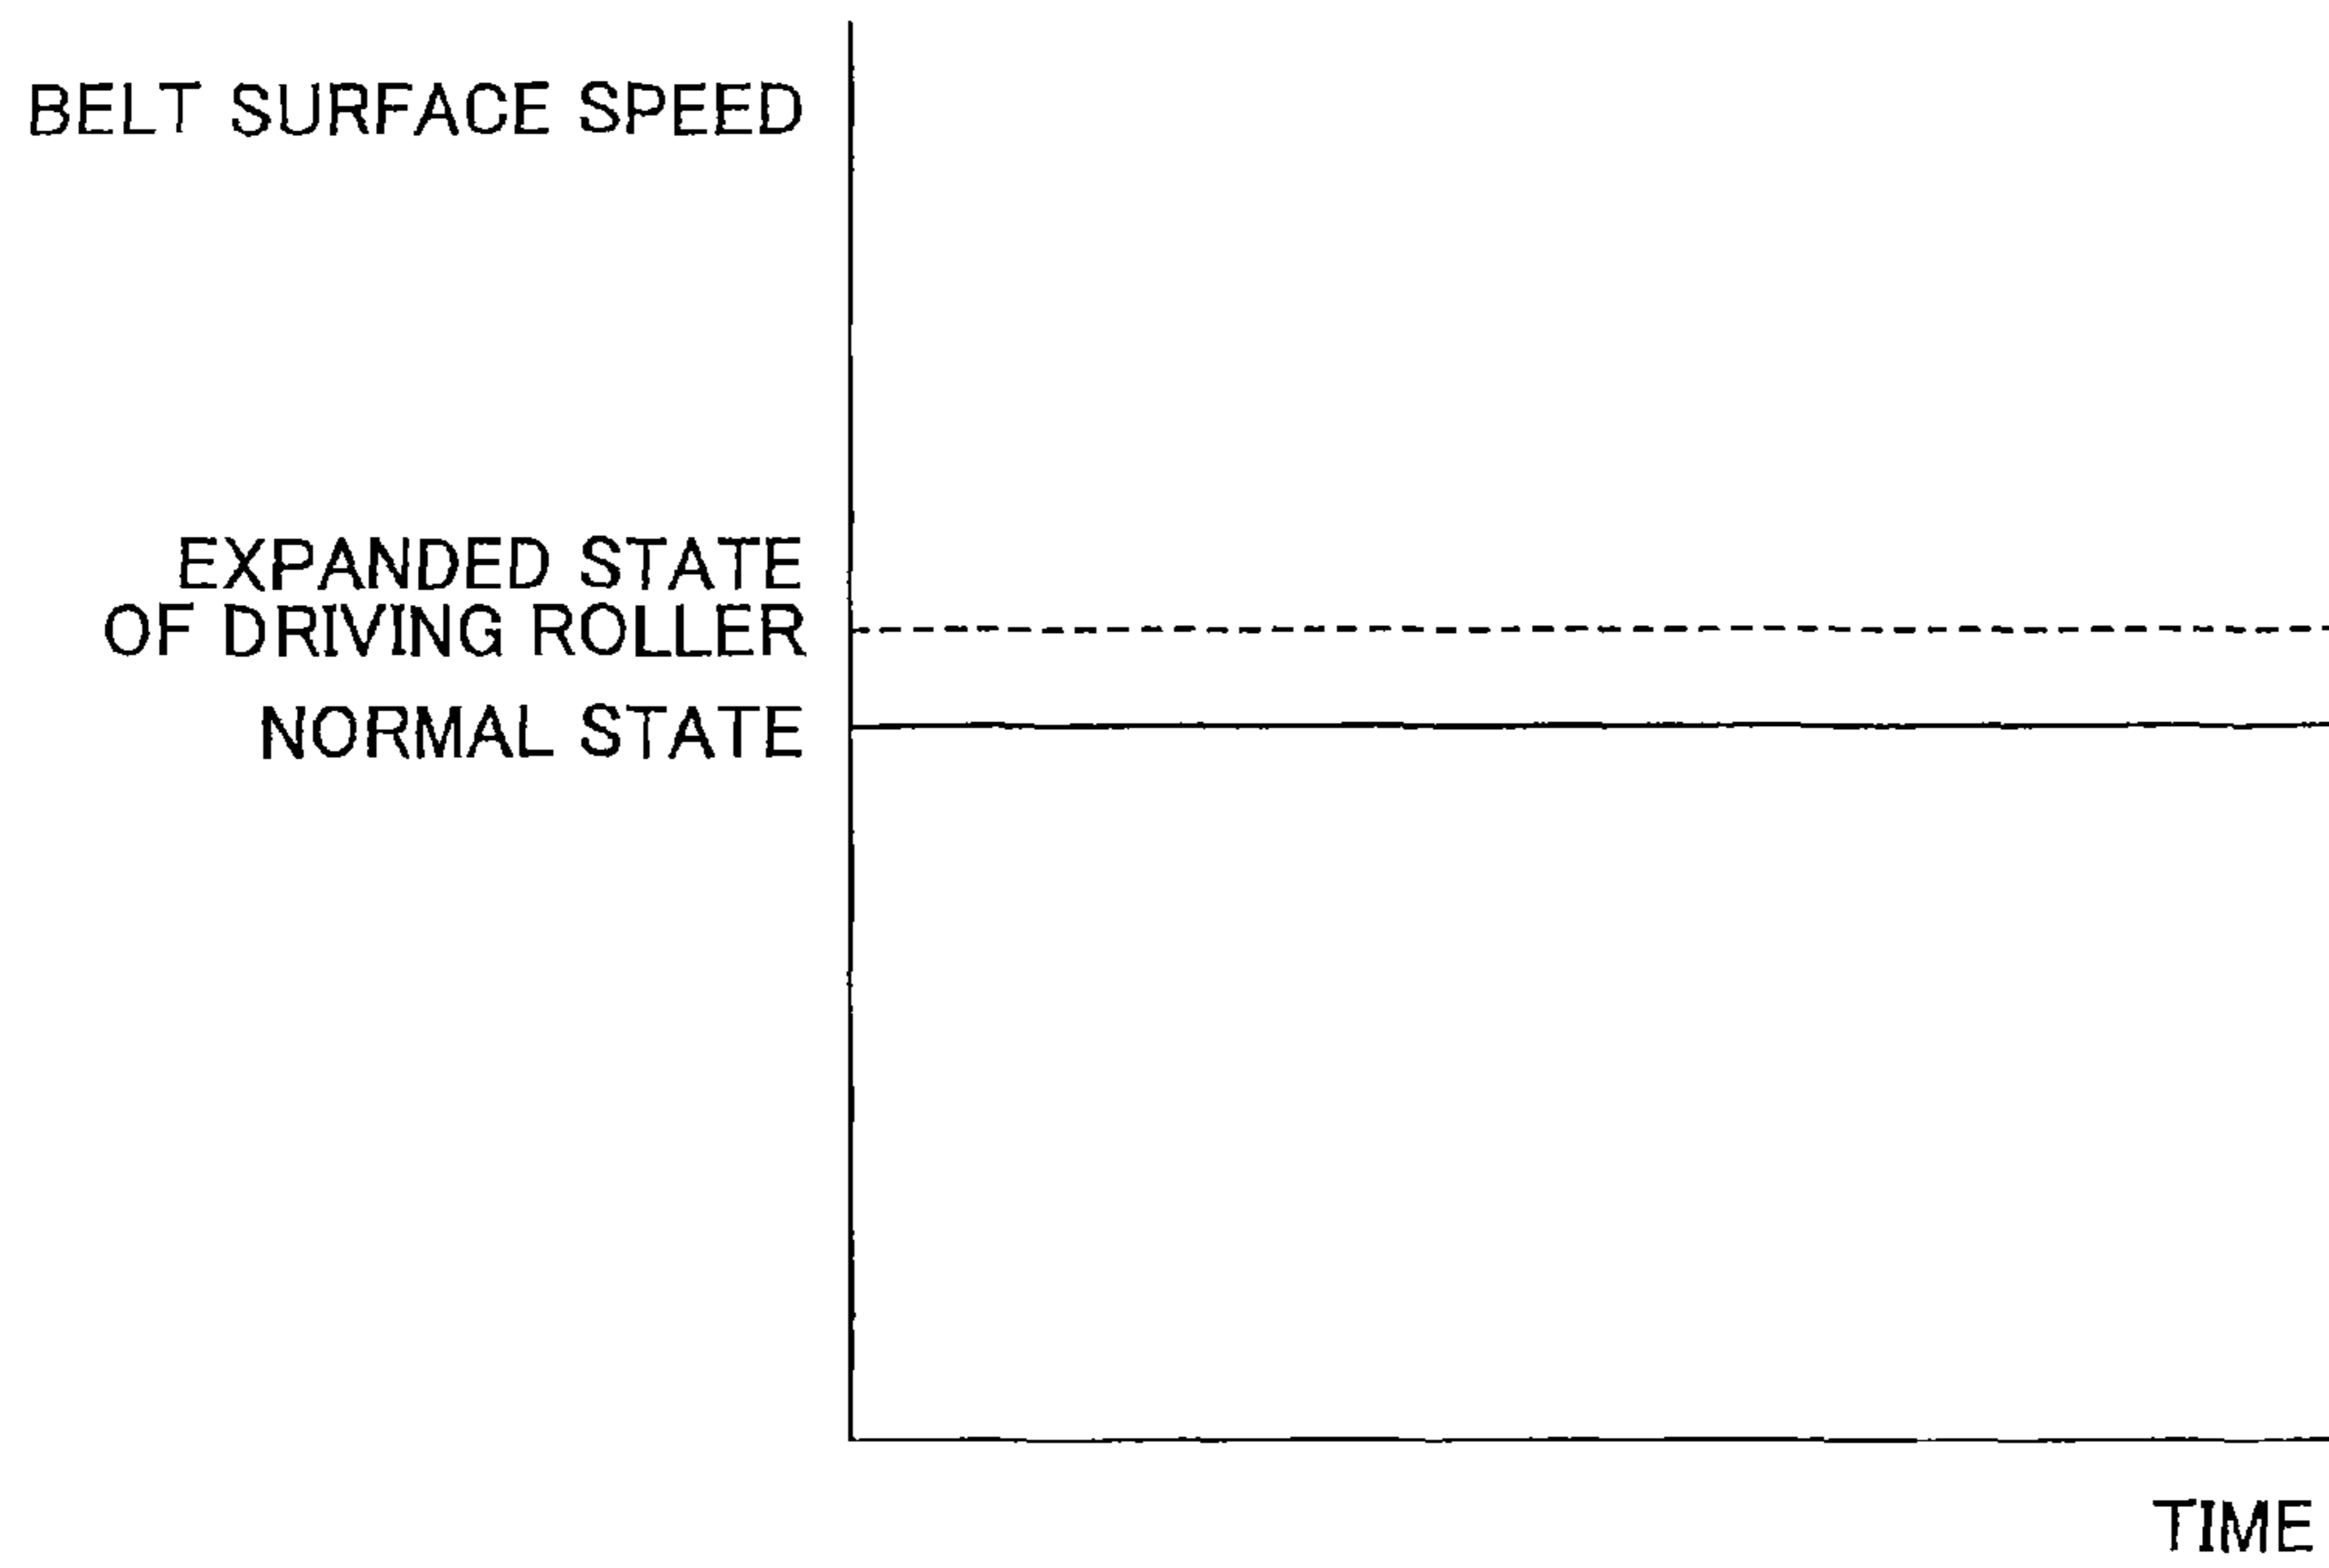 BELT SURFACE SPEED
EXPANDED STATE
OF DRIVING ROLLER
NORMAL STATE
TIME